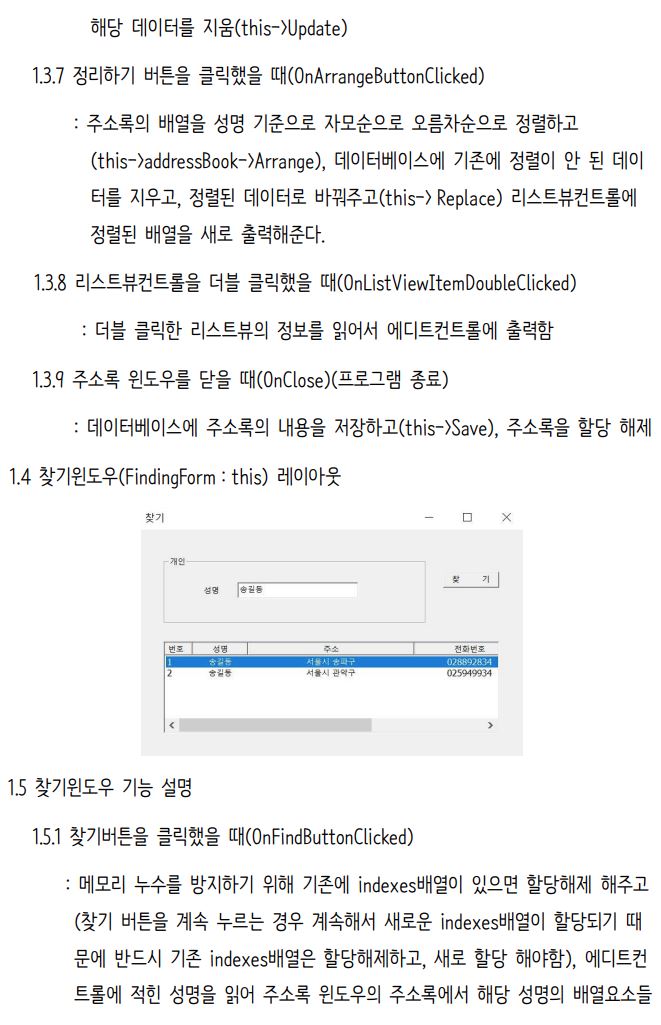 해당 데이터를 지움(this->Update)
1.3.7 정리하기 버튼을 클릭했을 때(OnArrangeButtonClicked)
: 주소록의 배열을 성명 기준으로 자모순으로 오름차순으로 정렬하고
(this->addressBook->Arrange), 데이터베이스에 기존에 정렬이 안 된 데이
터를 지우고, 정렬된 데이터로 바꿔주고(this-> Replace) 리스트뷰컨트롤에
정렬된 배열을 새로 출력해준다.
1.3.8 리스트뷰컨트롤을 더블 클릭했을 때(OnListViewItemDoubleClicked)
: 더블 클릭한 리스트뷰의 정보를 읽어서 에디트컨트롤에 출력함
1.3.9 주소록 윈도우를 닫을 때(OnClose)(프로그램 종료)
: 데이터베이스에 주소록의 내용을 저장하고(this->Save), 주소록을 할당 해제
1.4 찾기윈도우(FindingForm : this) 레이아웃
찾기
개인
성명 송길동
찾 기
번호 성명 주소 전화번호
1 송길동 서울시 송파구 028892834
2 송길동 서울시 관악구 025949934
1.5 찾기윈도우 기능 설명
1.5.1 찾기버튼을 클릭했을 때(OnFindButtonClicked)
: 메모리 누수를 방지하기 위해 기존에 indexes배열이 있으면 할당해제 해주고
(찾기 버튼을 계속 누르는 경우 계속해서 새로운 indexes배열이 할당되기 때
문에 반드시 기존 indexes배열은 할당해제하고, 새로 할당 해야함), 에디트컨
트롤에 적힌 성명을 읽어 주소록 윈도우의 주소록에서 해당 성명의 배열요소들